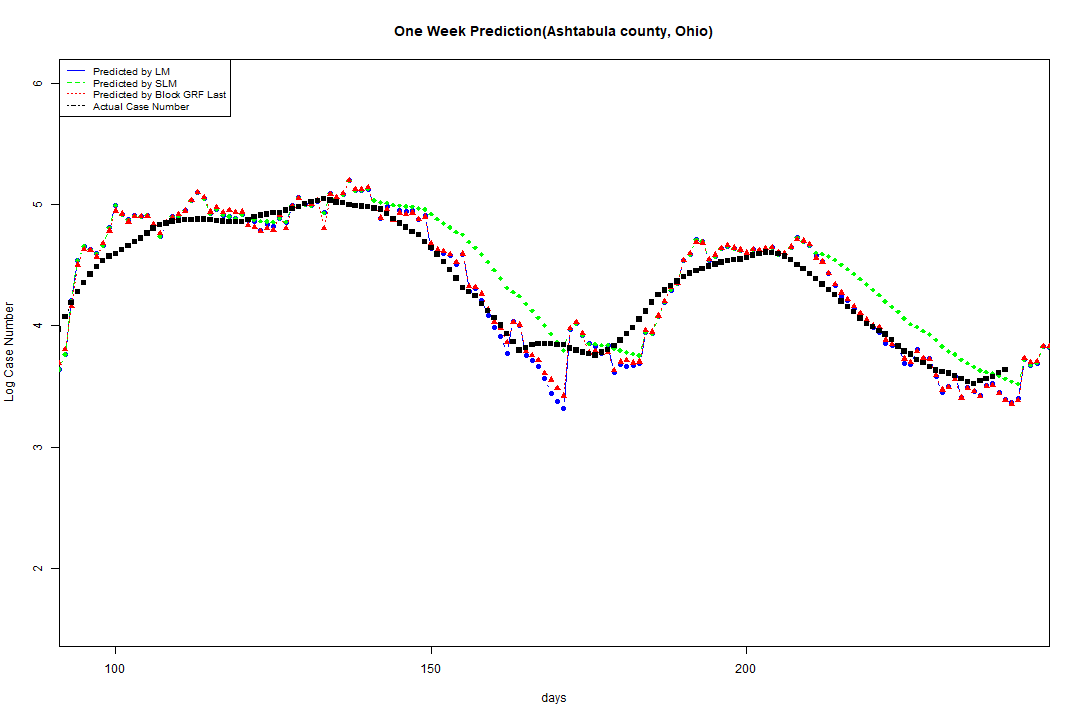 One Week Prediction(Ashtabula county, Ohio)
Predicted by LM
Predicted by SLM
Predicted by Block GRF Last
Actual Case Number
6
5
4
3
2
Log Case Number
100 150 200
days